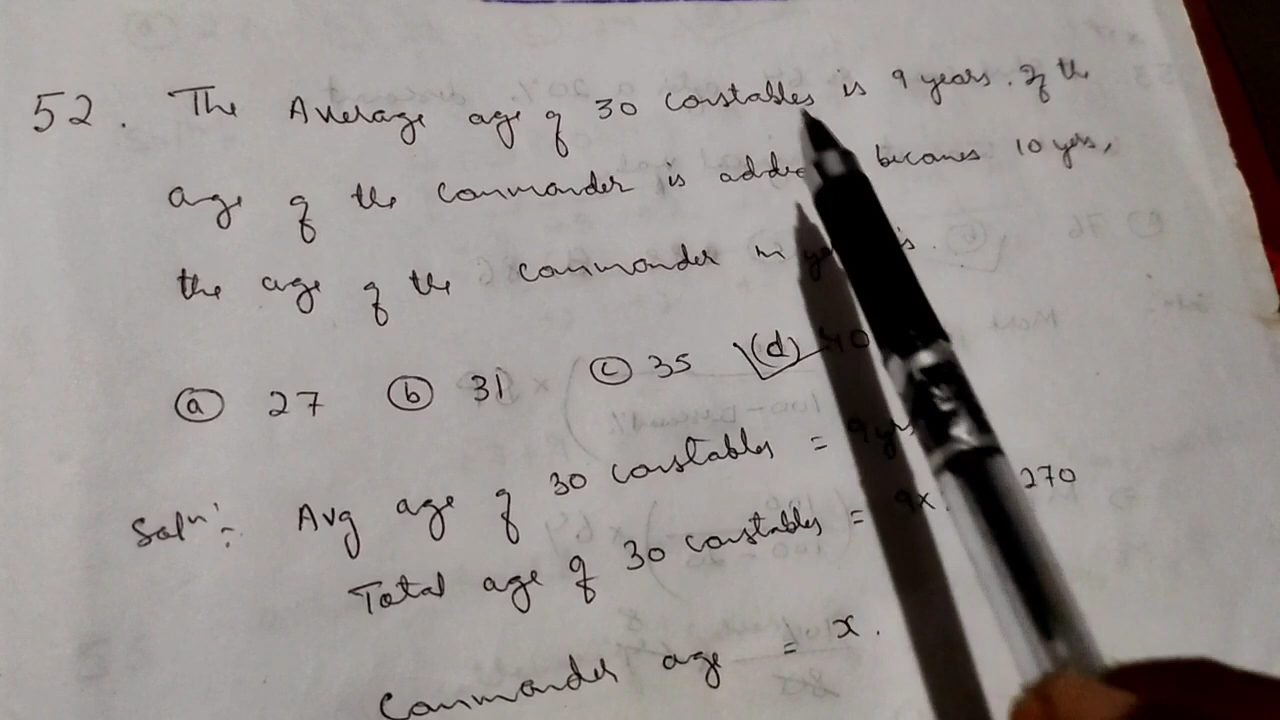 52. The Average age of 30 constables is 9 years. If the
age of the Commander is added becomes 10 yers,
the age of the commander in is.
(a) 27 (b) 31 (c) 35 (d) 40
Soln:- Avg age of 30 constables = 9 yrs
Total age of 30 constables = 9x 270
Commander age = x.